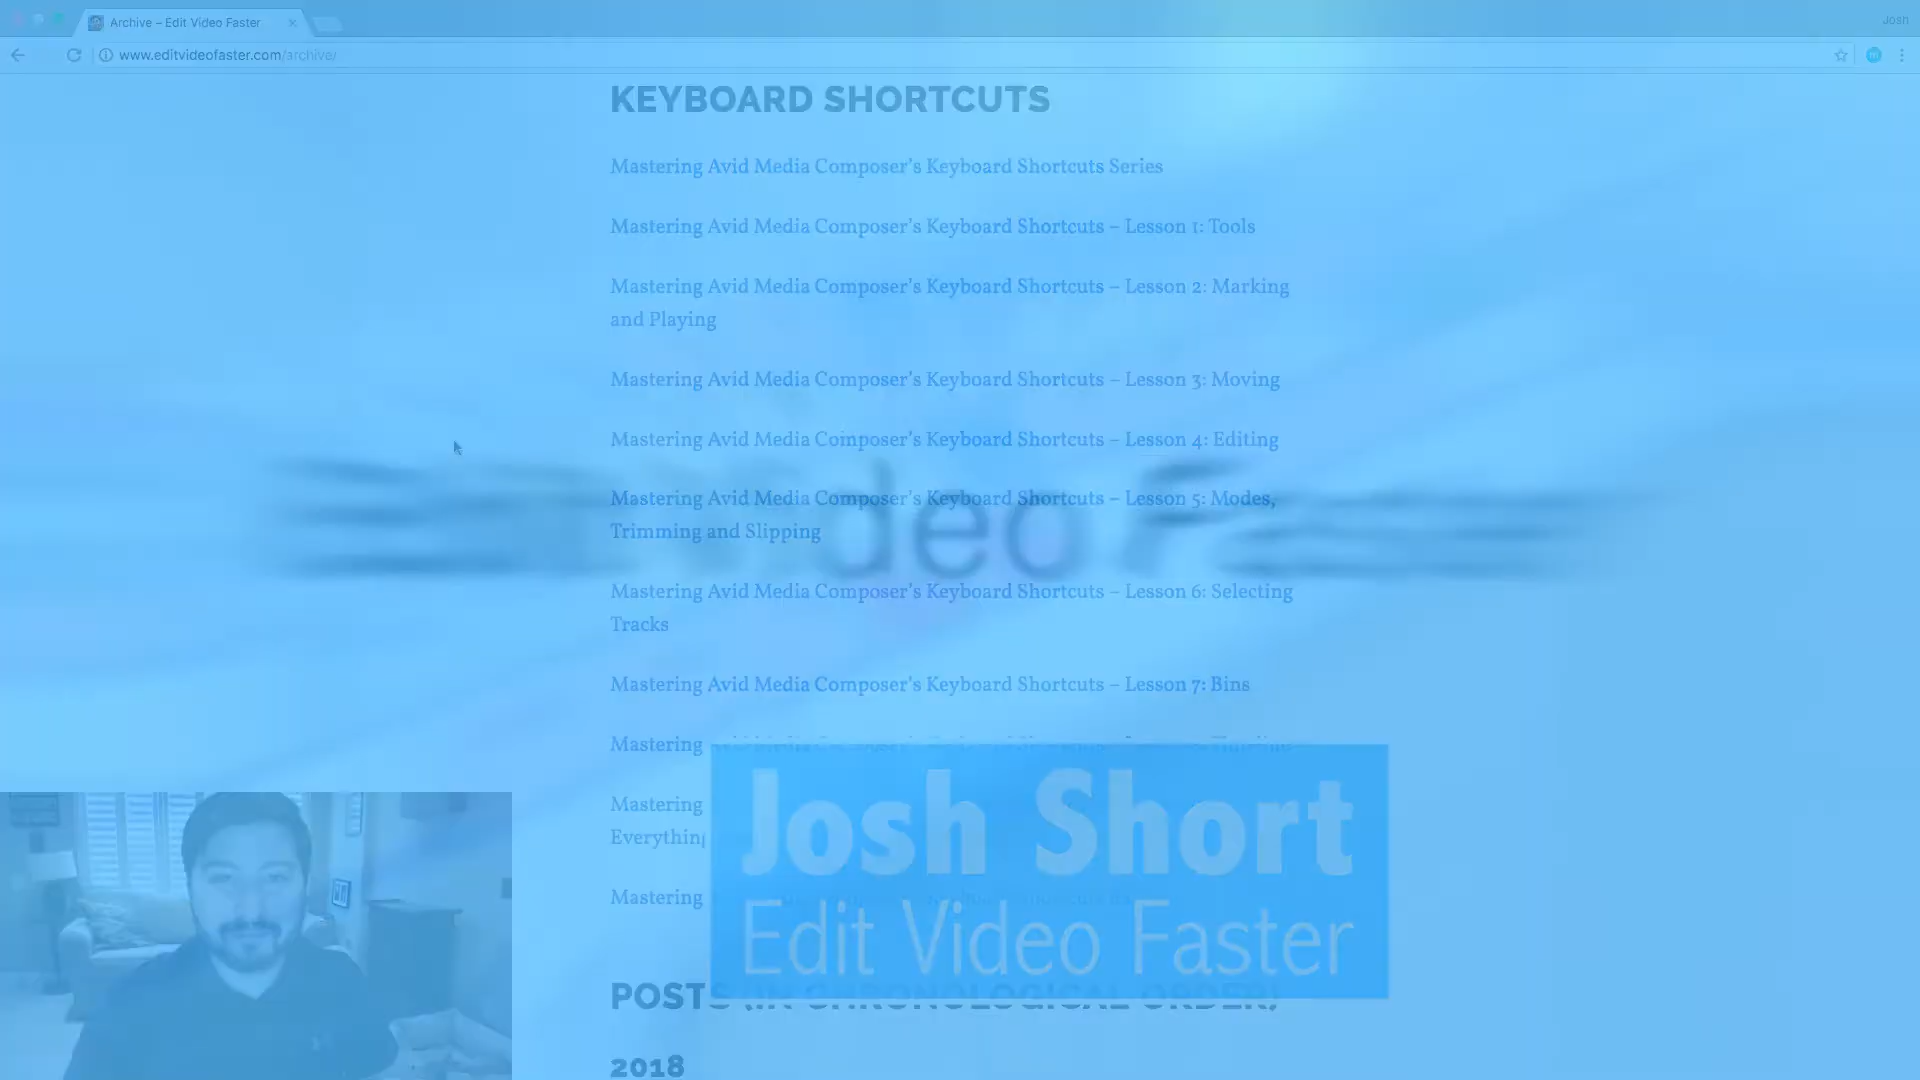 Archive – Edit Video Faster
Josh
www.editvideofaster.com/archive/
KEYBOARD SHORTCUTS
Mastering Avid Media Composer's Keyboard Shortcuts Series
Mastering Avid Media Composer's Keyboard Shortcuts – Lesson 1: Tools
Mastering Avid Media Composer's Keyboard Shortcuts – Lesson 2: Marking
and Playing
Mastering Avid Media Composer's Keyboard Shortcuts – Lesson 3: Moving
Mastering Avid Media Composer's Keyboard Shortcuts – Lesson 4: Editing
Mastering Avid Media Composer's Keyboard Shortcuts – Lesson 5: Modes,
Trimming and Slipping
Video
Mastering Avid Media Composer's Keyboard Shortcuts – Lesson 6: Selecting
Tracks
Mastering Avid Media Composer's Keyboard Shortcuts – Lesson 7: Bins
Mastering
Mastering
Everything
Mastering
Josh Short
Edit Video Faster
POSTS (IN CHRONOLOGICAL ORDER)
2018